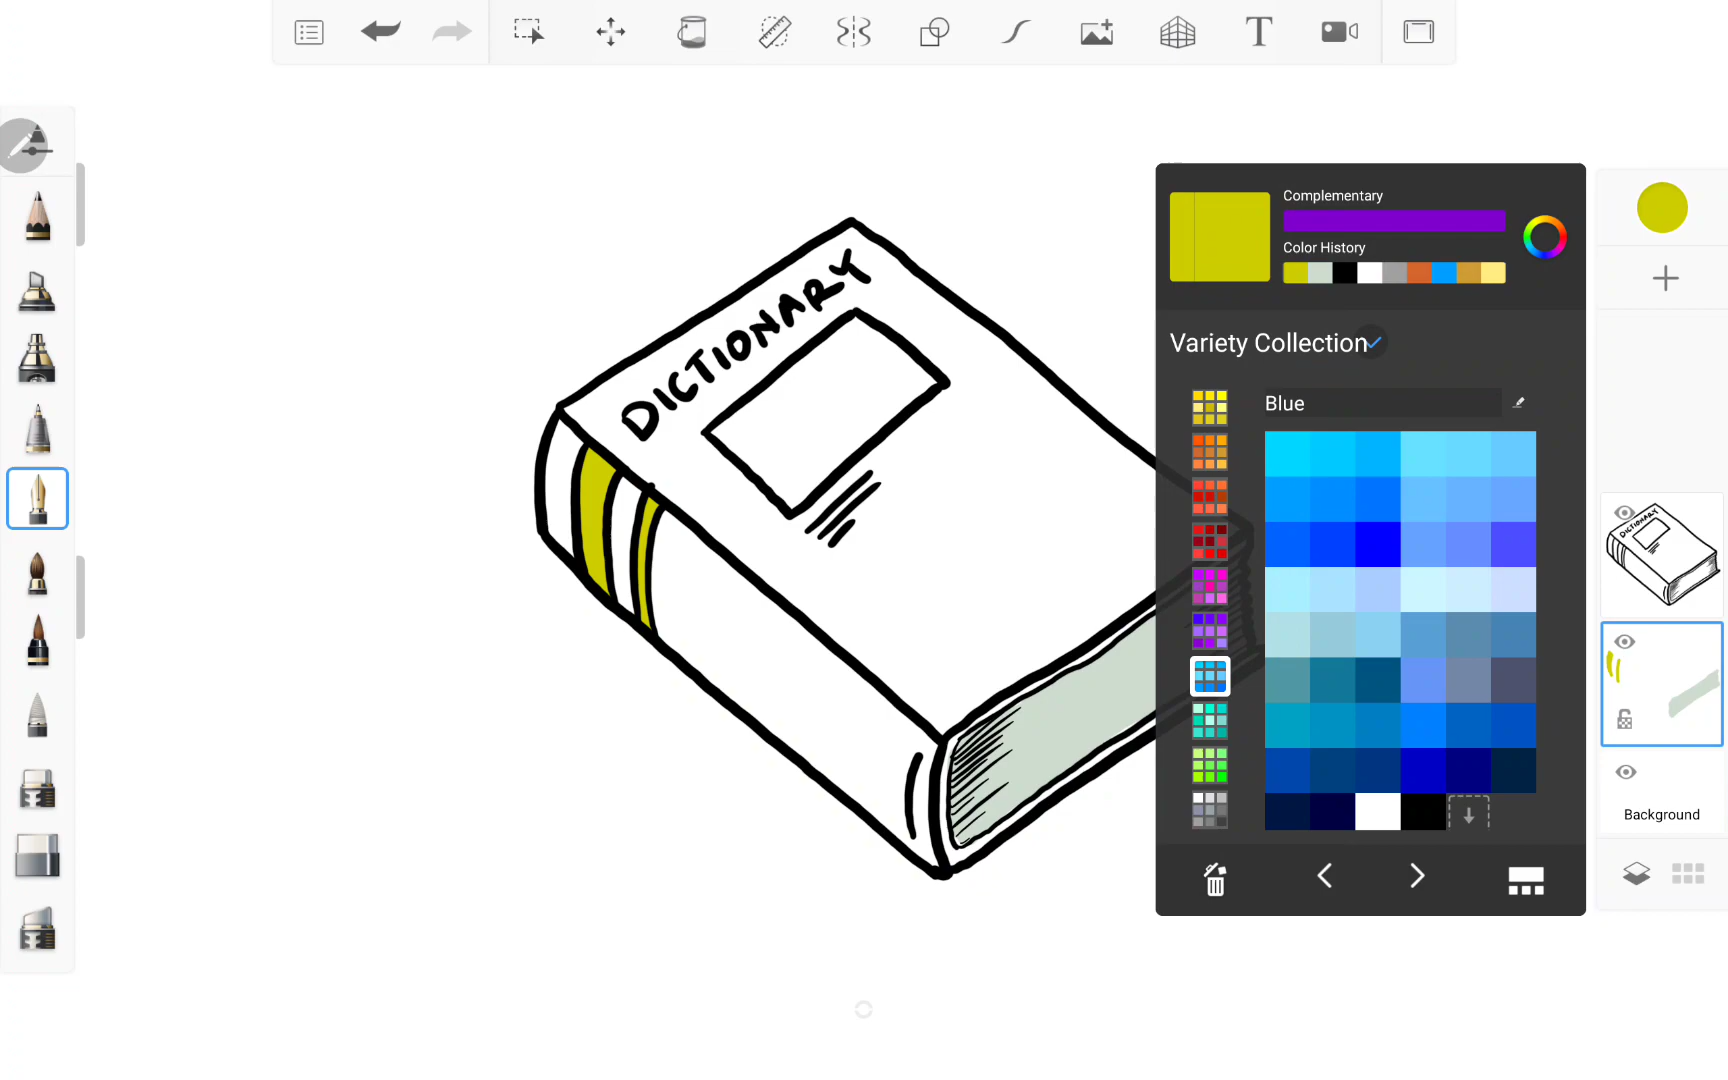 T
Complementary
Color History
DICTIONARY
Variety Collection
Blue
DICTIONARY
Background